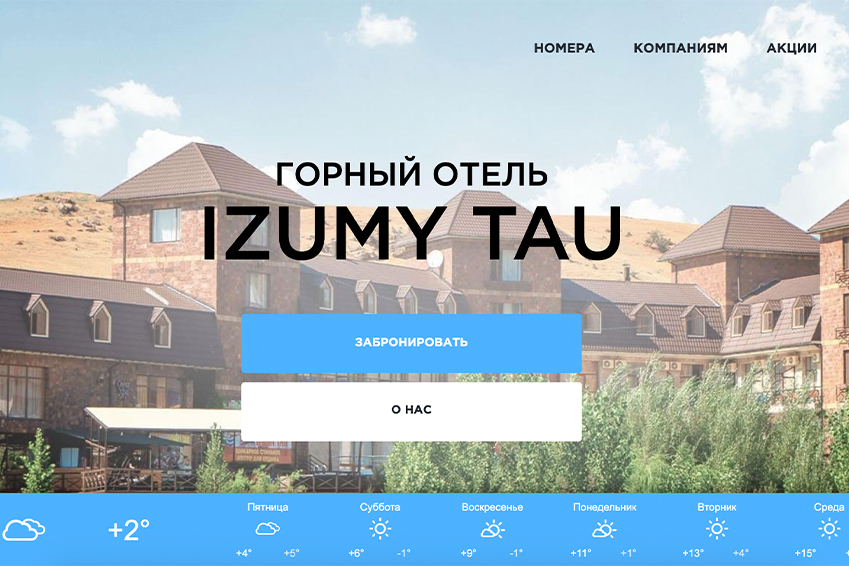 НОМЕРА КОМПАНИЯМ АКЦИИ
ГОРНЫЙ ОТЕЛЬ
IZUMY TAU
ЗАБРОНИРОВАТЬ
О НАС
+2°
Пятница Суббота Воскресенье Понедельник Вторник Среда
+4° +5° +6° -1° +9° -1° +11° +1° +13° +4° +15°